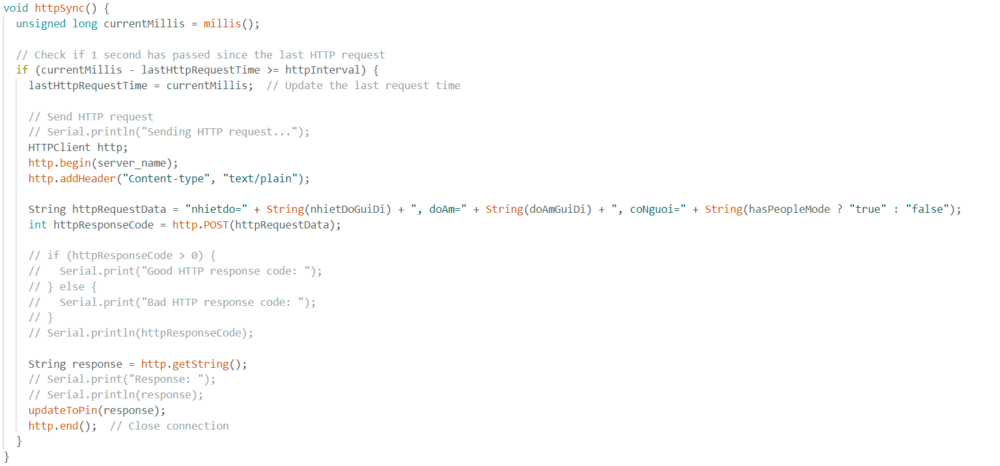 void httpSync() {
  unsigned long currentMillis = millis();

  // Check if 1 second has passed since the last HTTP request
  if (currentMillis - lastHttpRequestTime >= httpInterval) {
    lastHttpRequestTime = currentMillis;  // Update the last request time

    // Send HTTP request
    // Serial.println("Sending HTTP request...");
    HTTPClient http;
    http.begin(server_name);
    http.addHeader("Content-type", "text/plain");

    String httpRequestData = "nhietdo=" + String(nhietDoGuiDi) + ", doAm=" + String(doAmGuiDi) + ", coNguoi=" + String(hasPeopleMode ? "true" : "false");
    int httpResponseCode = http.POST(httpRequestData);

    // if (httpResponseCode > 0) {
    //   Serial.print("Good HTTP response code: ");
    // } else {
    //   Serial.print("Bad HTTP response code: ");
    // }
    // Serial.println(httpResponseCode);

    String response = http.getString();
    // Serial.print("Response: ");
    // Serial.println(response);
    updateToPin(response);
    http.end();  // Close connection
  }
}